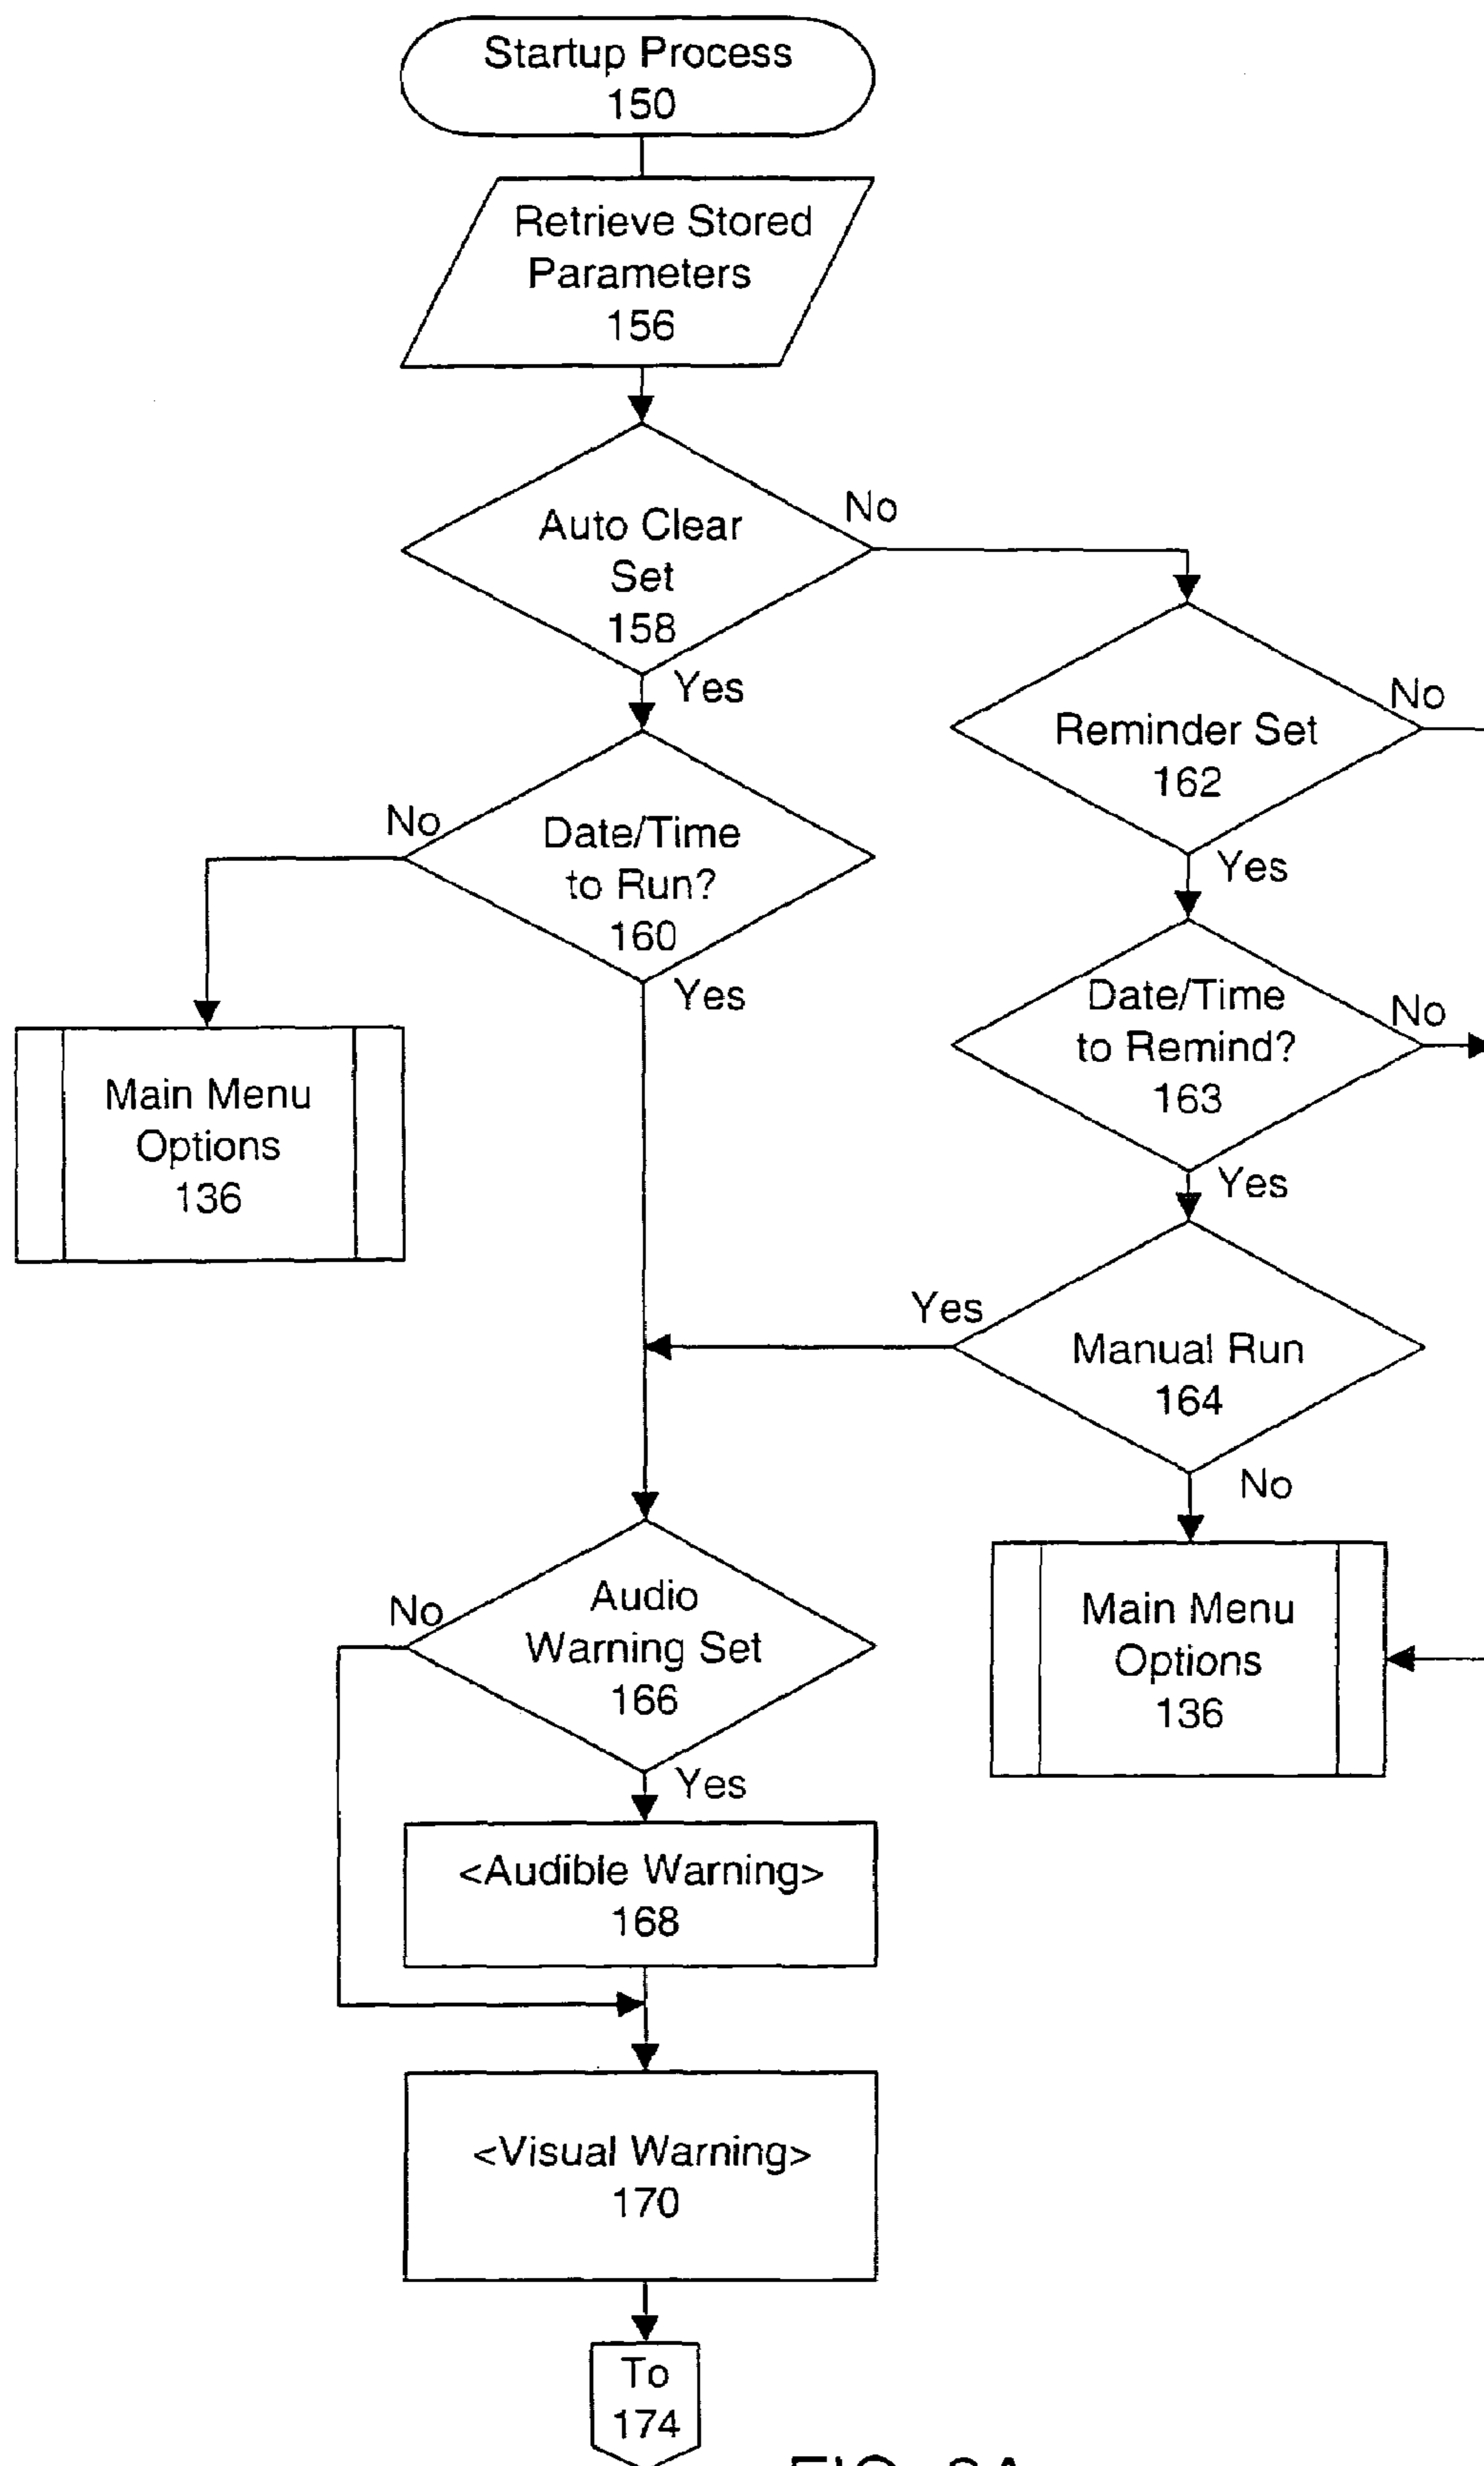 Startup Process
150
Retrieve Stored
Parameters
156
Auto Clear
Set
158
No
Yes
Reminder Set
162
No
Yes
Date/Time
to Run?
160
No
Yes
Date/Time
to Remind?
163
No
Yes
Main Menu
Options
136
Manual Run
164
Yes
No
Main Menu
Options
136
Audio
Warning Set
166
No
Yes
<Audible Warning>
168
<Visual Warning>
170
To
174